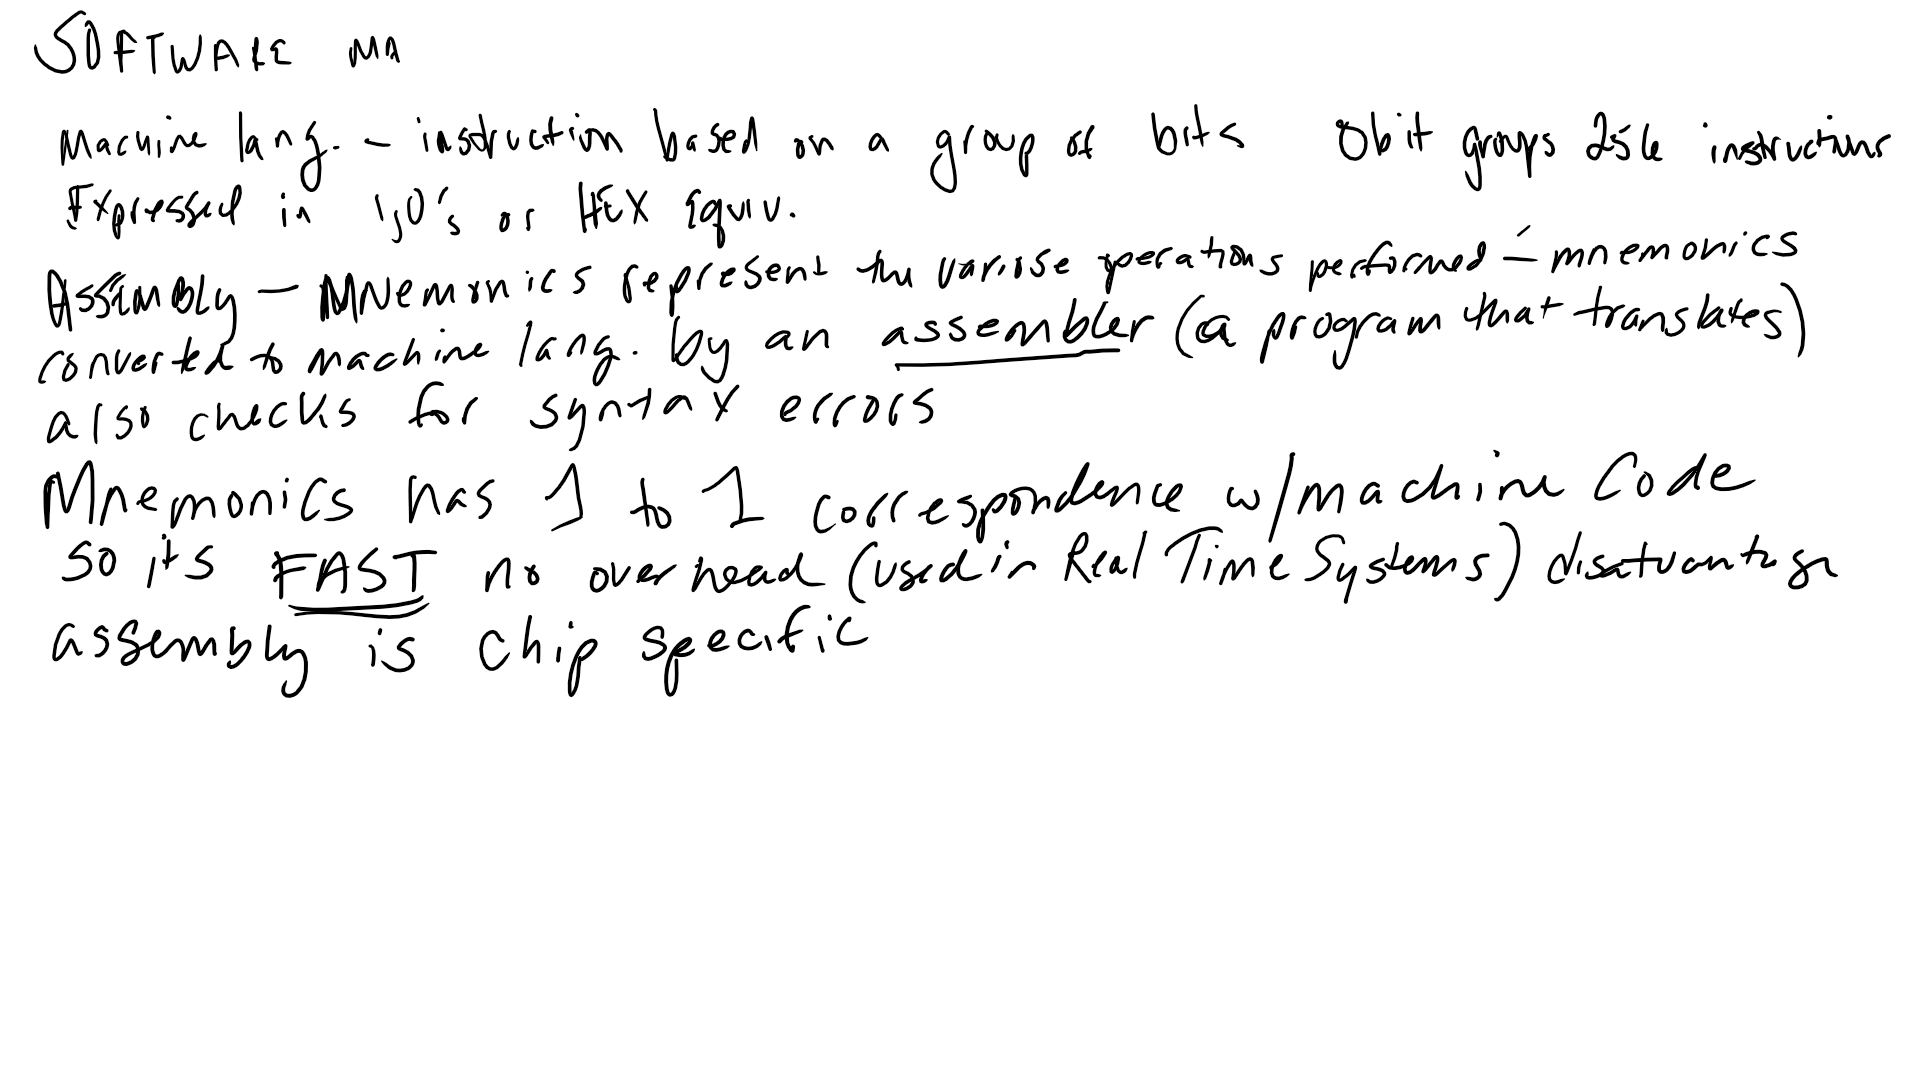 SOFTWARE MA
Machine lang. - instruction based on a group of bits 8bit groups 256 instructions
Expressed in 1,0's or HEX Equiv.
Assembly - Mnemonics represent the variose operations performed - mnemonics
converted to machine lang. by an assembler (a program that translates)
also checks for syntax errors
Mnemonics has 1 to 1 correspondence w/machine Code
so its FAST no overhead (used in Real Time Systems)
assembly is chip specific